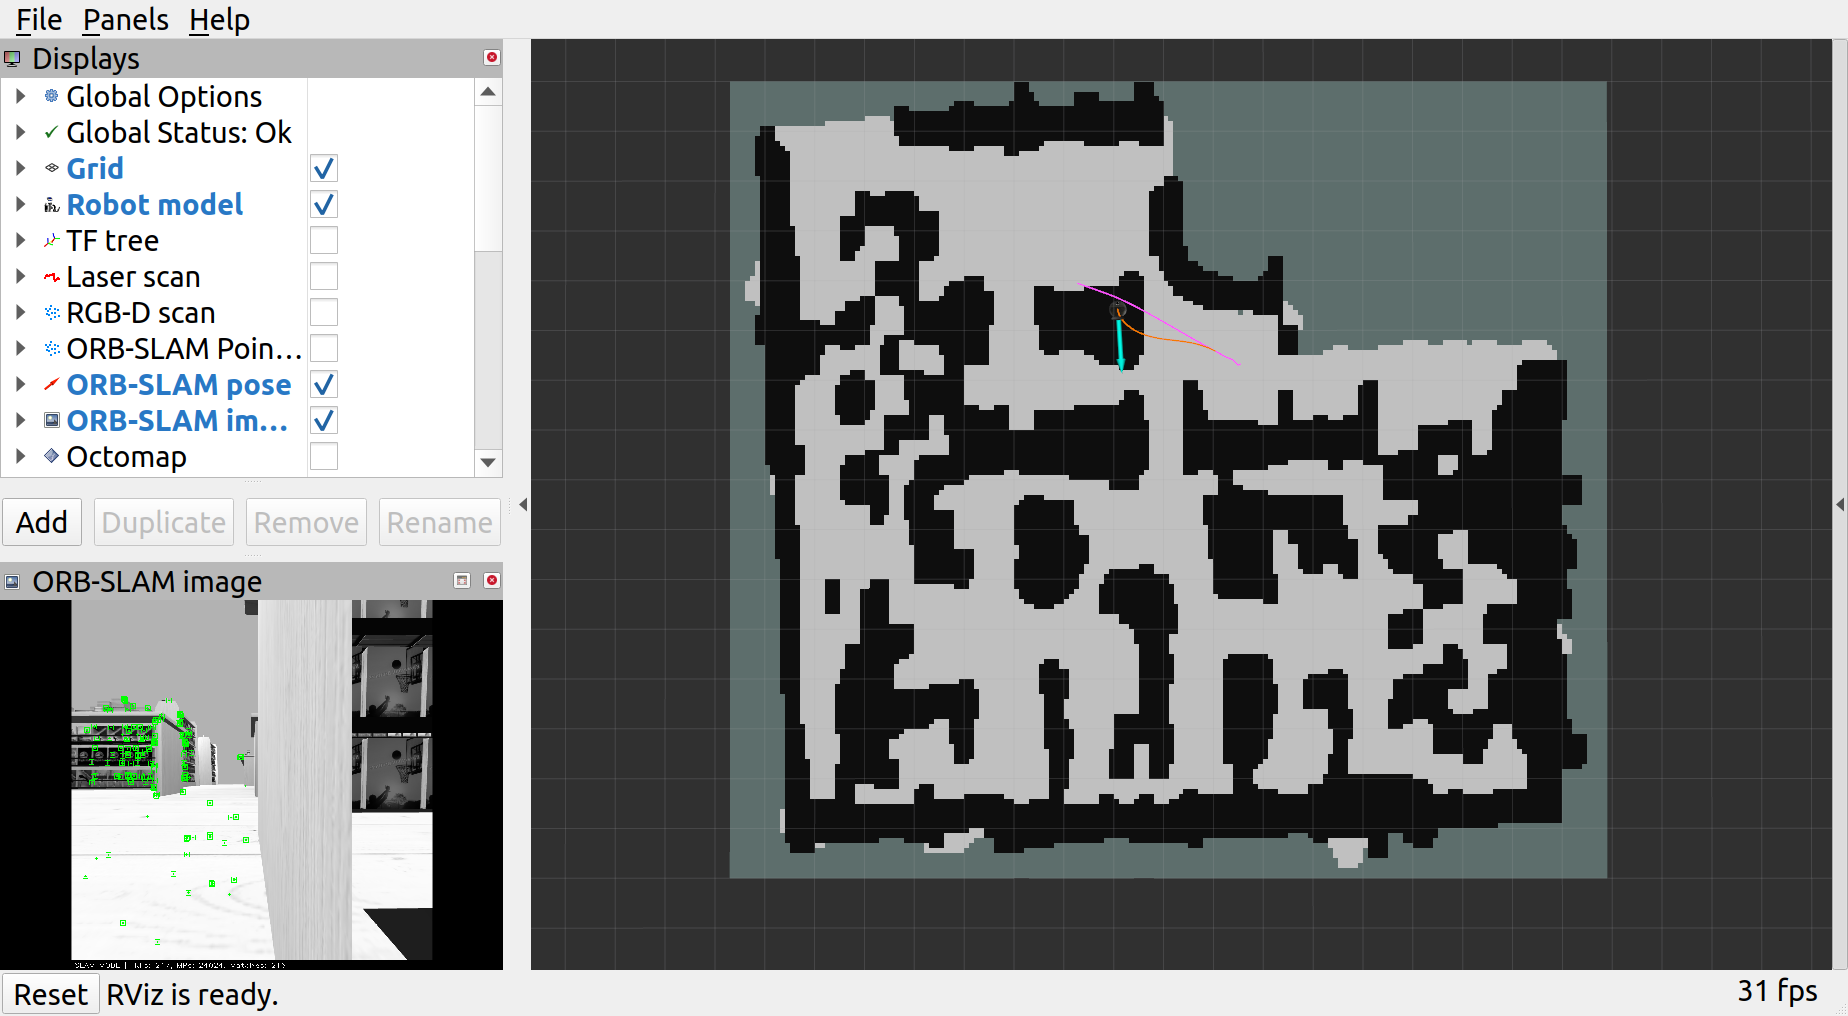 File Panels Help
Displays
Global Options
Global Status: Ok
Grid
Robot model
TF tree
Laser scan
RGB-D scan
ORB-SLAM Poin...
ORB-SLAM pose
ORB-SLAM im...
Octomap
Add Duplicate Remove Rename
ORB-SLAM image
SLAM MODE |
Reset RViz is ready.
31 fps